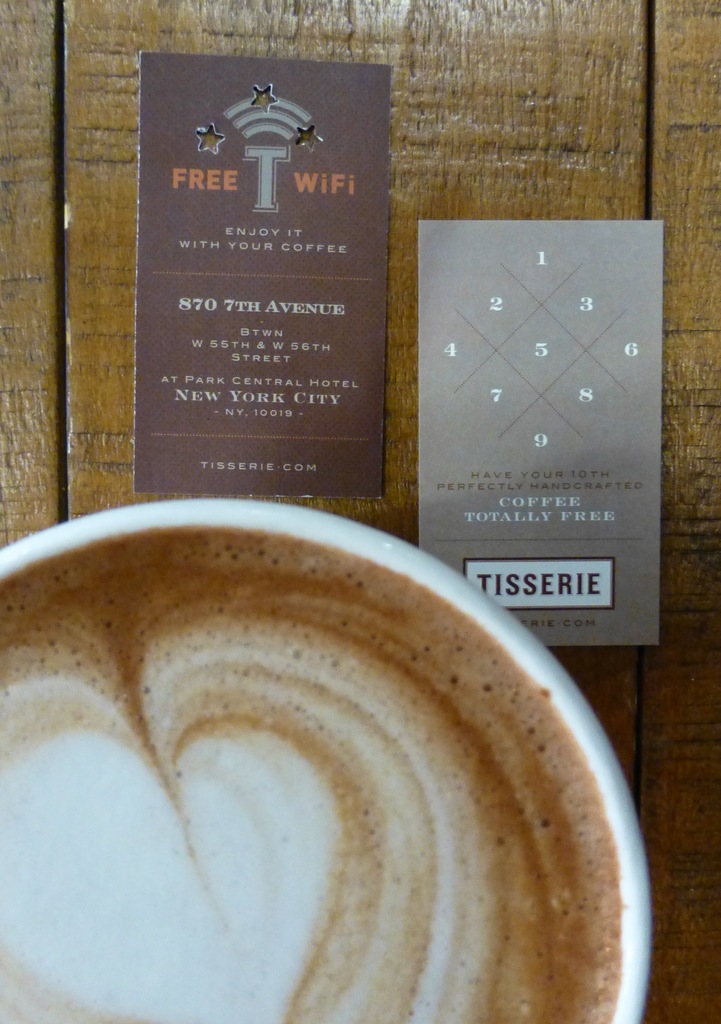 FREE T WiFi
ENJOY IT
WITH YOUR COFFEE
870 7TH AVENUE
BTWN
W 55TH & W 56TH
STREET
AT PARK CENTRAL HOTEL
NEW YORK CITY
- NY, 10019 -
TISSERIE·COM
1
2 3
4 5 6
7 8
9
HAVE YOUR 10TH
PERFECTLY HANDCRAFTED
COFFEE
TOTALLY FREE
TISSERIE
ERIE·COM